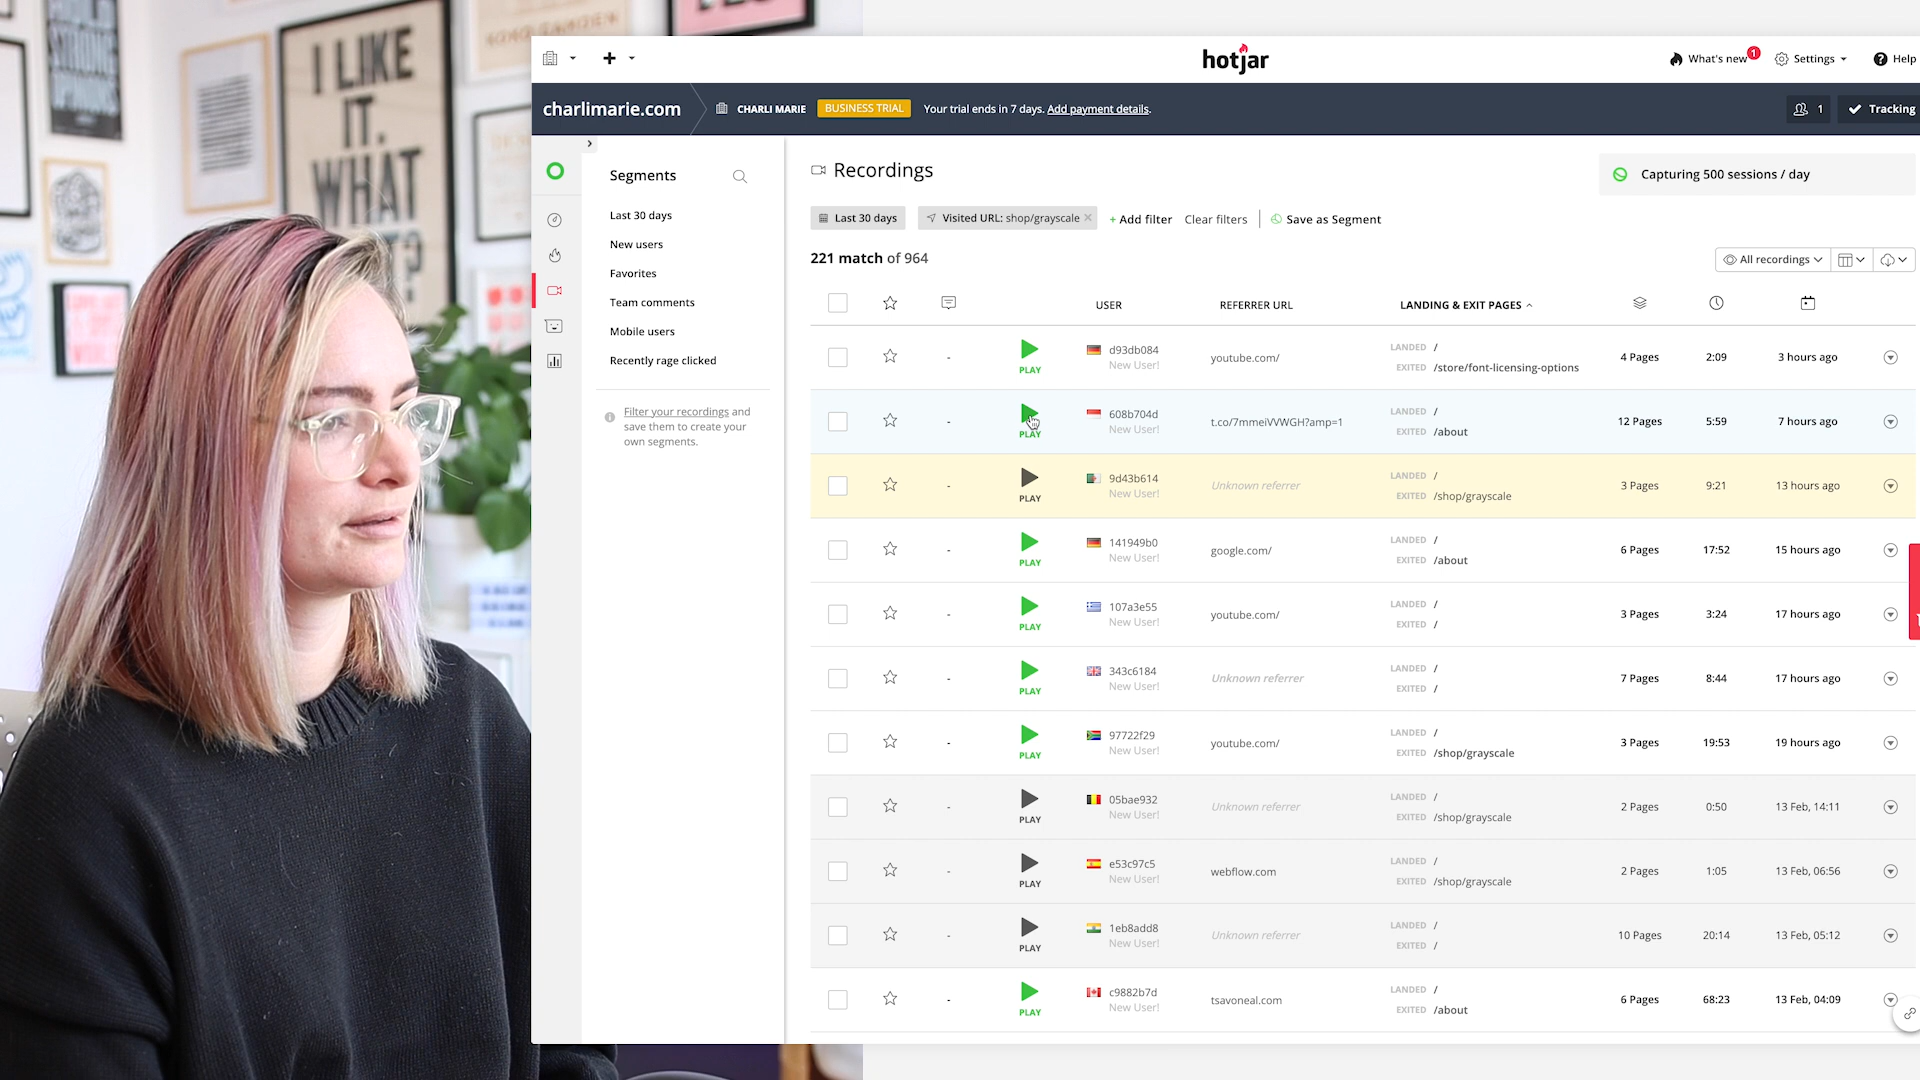 I LIKE
IT.
WHAT
hotjar
What's new
1
Settings
Help
charlimarie.com
CHARLI MARIE
BUSINESS TRIAL
Your trial ends in 7 days. Add payment details.
1
Tracking
Segments
Last 30 days
New users
Favorites
Team comments
Mobile users
Recently rage clicked
Filter your recordings and
save them to create your
own segments.
Recordings
Capturing 500 sessions / day
Last 30 days
Visited URL: shop/grayscale
+ Add filter
Clear filters
Save as Segment
221 match of 964
All recordings
USER
REFERRER URL
LANDING & EXIT PAGES
PLAY
d93db084
New User!
youtube.com/
LANDED /
EXITED /store/font-licensing-options
4 Pages
2:09
3 hours ago
-
PLAY
608b704d
New User!
t.co/7mmeiVVWGH?amp=1
LANDED /
EXITED /about
12 Pages
5:59
7 hours ago
-
PLAY
9d43b614
New User!
Unknown referrer
LANDED /
EXITED /shop/grayscale
3 Pages
9:21
13 hours ago
-
PLAY
141949b0
New User!
google.com/
LANDED /
EXITED /about
6 Pages
17:52
15 hours ago
-
PLAY
107a3e55
New User!
youtube.com/
LANDED /
EXITED /
3 Pages
3:24
17 hours ago
-
PLAY
343c6184
New User!
Unknown referrer
LANDED /
EXITED /
7 Pages
8:44
17 hours ago
-
PLAY
97722f29
New User!
youtube.com/
LANDED /
EXITED /shop/grayscale
3 Pages
19:53
19 hours ago
-
PLAY
05bae932
New User!
Unknown referrer
LANDED /
EXITED /shop/grayscale
2 Pages
0:50
13 Feb, 14:11
-
PLAY
e53c97c5
New User!
webflow.com
LANDED /
EXITED /shop/grayscale
2 Pages
1:05
13 Feb, 06:56
-
PLAY
1eb8add8
New User!
Unknown referrer
LANDED /
EXITED /
10 Pages
20:14
13 Feb, 05:12
-
PLAY
c9882b7d
New User!
tsavoneal.com
LANDED /
EXITED /about
6 Pages
68:23
13 Feb, 04:09